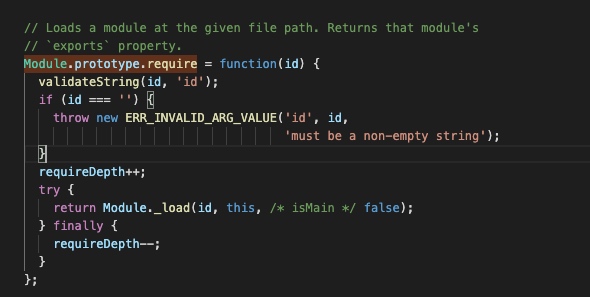 // Loads a module at the given file path. Returns that module's
// `exports` property.
Module.prototype.require = function(id) {
  validateString(id, 'id');
  if (id === '') {
    throw new ERR_INVALID_ARG_VALUE('id', id,
                                    'must be a non-empty string');
  }
  requireDepth++;
  try {
    return Module._load(id, this, /* isMain */ false);
  } finally {
    requireDepth--;
  }
};